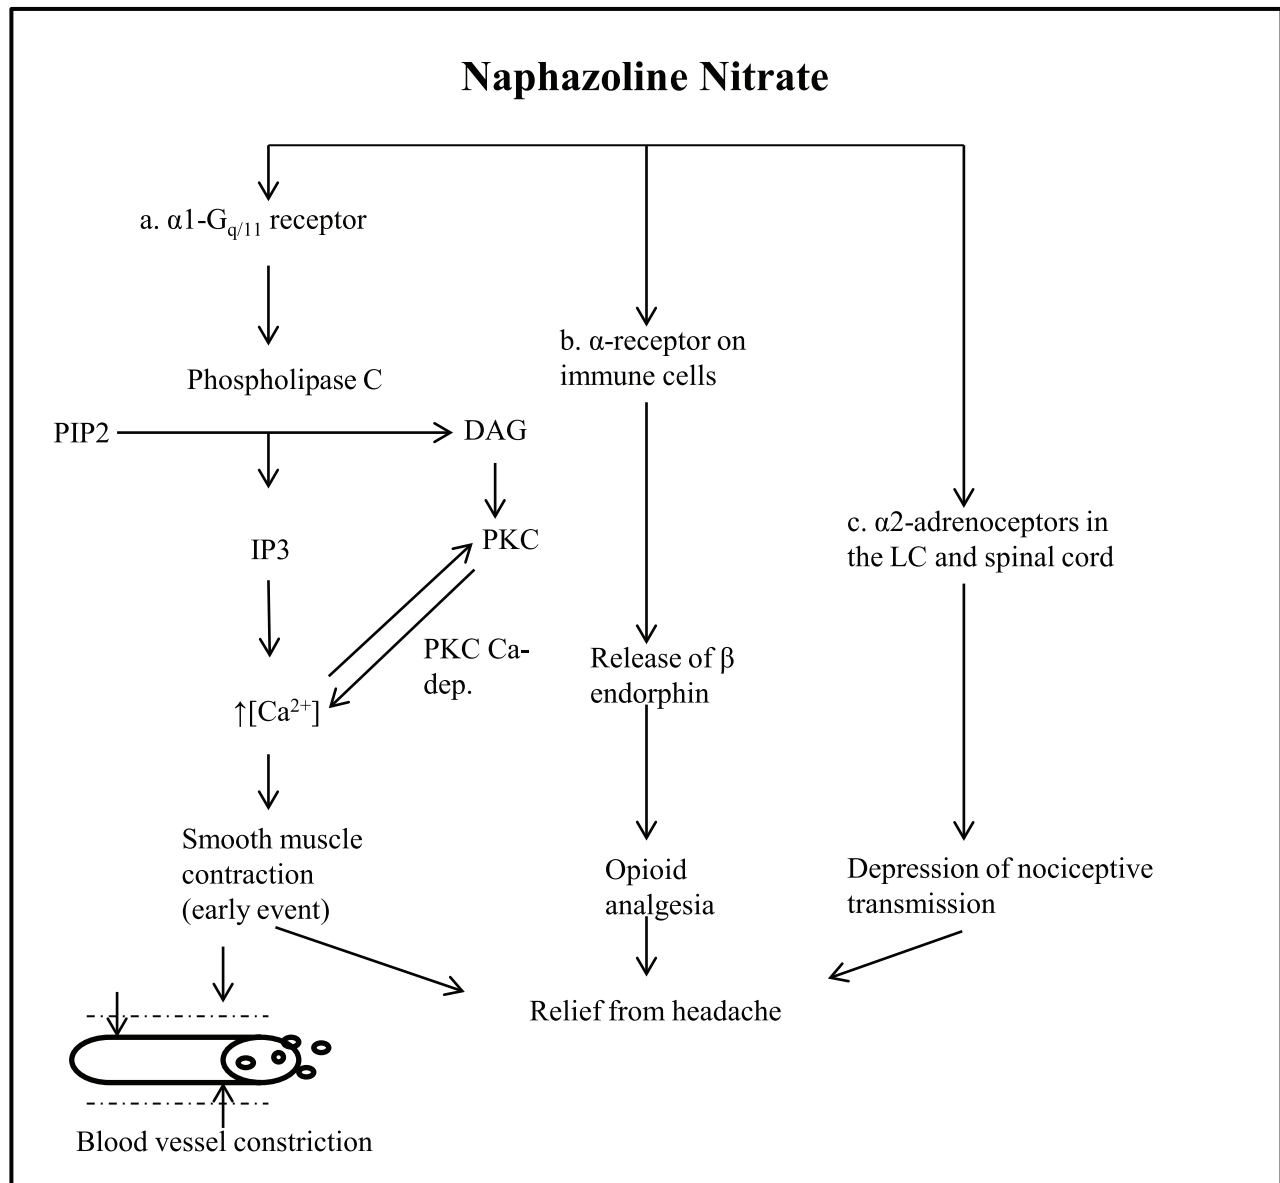 Naphazoline Nitrate
a. α1-Gq/11 receptor
Phospholipase C
PIP2
DAG
IP3
PKC
PKC Ca-
dep.
↑[Ca²⁺]
Smooth muscle
contraction
(early event)
Blood vessel constriction
b. α-receptor on
immune cells
Release of β
endorphin
Opioid
analgesia
Relief from headache
c. α2-adrenoceptors in
the LC and spinal cord
Depression of nociceptive
transmission